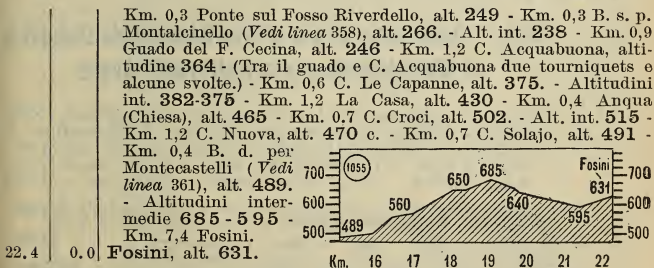 Km. 0,3 Ponte sul Fosso Riverdello, alt. 249 - Km. 0,3 B. s. p.
Montalcinello (Vedi linea 358), alt. 266. - Alt. int. 238 - Km. 0,9
Guado del F. Cecina, alt. 246 - Km. 1,2 C. Acquabuona, alti-
tudine 364 - (Tra il guado e C. Acquabuona due tourniquets e
alcune svolte.) - Km. 0,6 C. Le Capanne, alt. 375. - Altitudini
int. 382-375 - Km. 1,2 La Casa, alt. 430 - Km. 0,4 Anqua
(Chiesa), alt. 465 - Km. 0.7 C. Croci, alt. 502. - Alt. int. 515 -
Km. 1,2 C. Nuova, alt. 470 c. - Km. 0,7 C. Solajo, alt. 491 -
Km. 0,4 B. d. per
Montecastelli (Vedi
linea 361), alt. 489.
- Altitudini inter-
medie 685-595 -
Km. 7,4 Fosini.
22.4 0.0 Fosini, alt. 631.
1055
700 600 500
489 560 650 685 640 595
Fosini
631
700 600 500
Km. 16 17 18 19 20 21 22